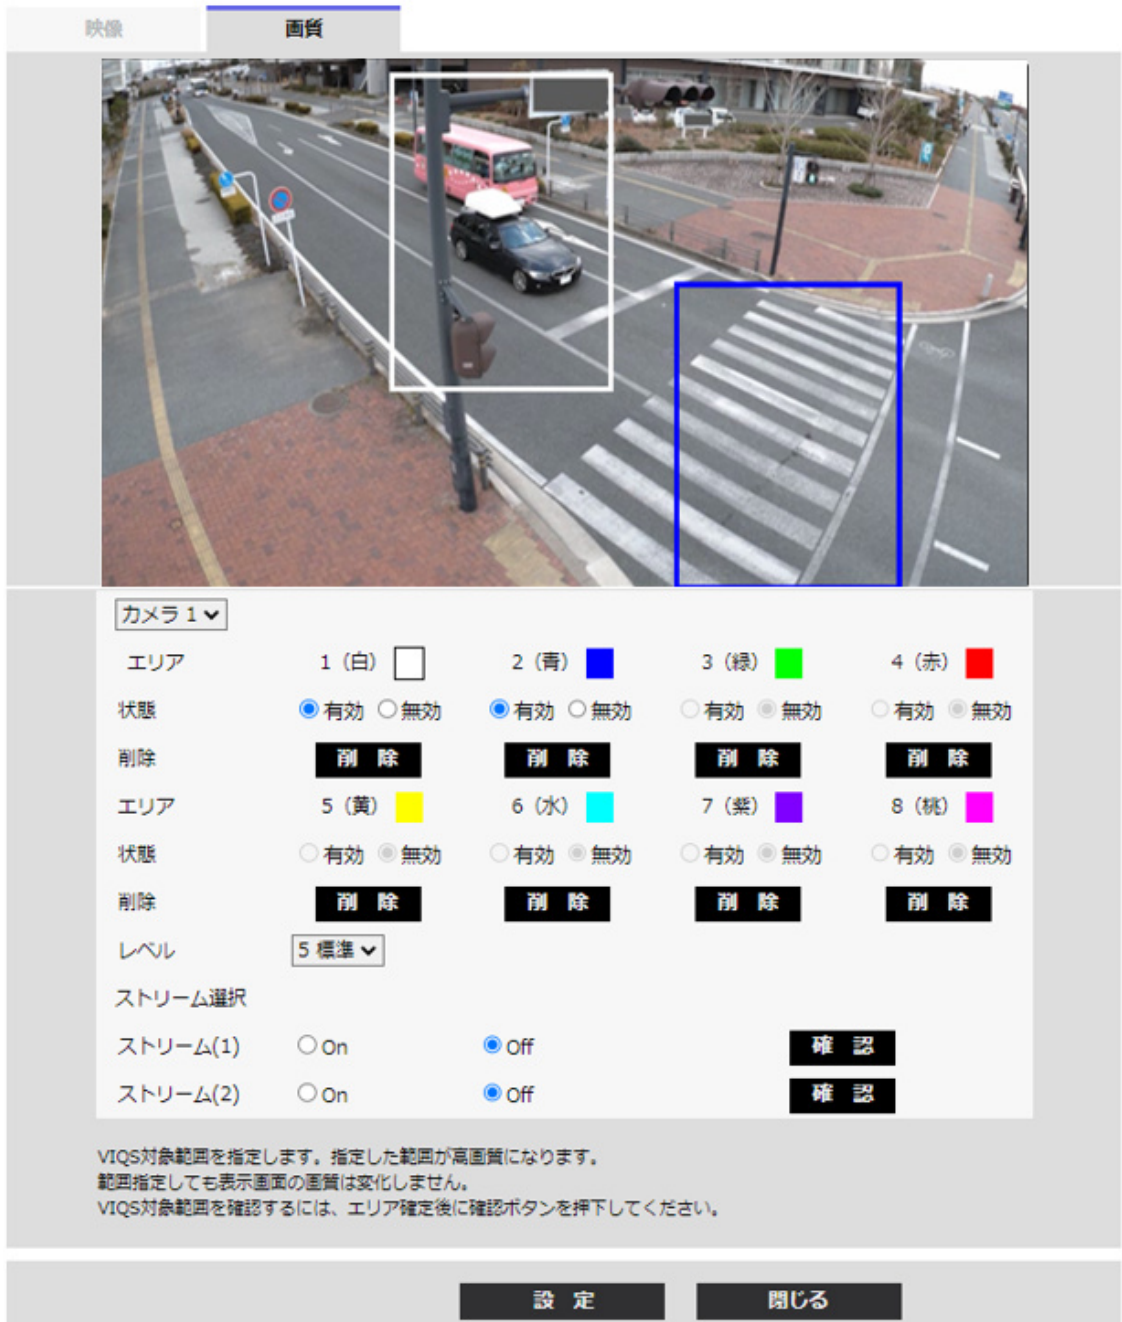 映像 画質
カメラ 1
エリア 1（白） 2（青） 3（緑） 4（赤）
状態 有効 無効 有効 無効 有効 無効 有効 無効
削除 削 除 削 除 削 除 削 除
エリア 5（黄） 6（水） 7（紫） 8（桃）
状態 有効 無効 有効 無効 有効 無効 有効 無効
削除 削 除 削 除 削 除 削 除
レベル 5 標準
ストリーム選択
ストリーム(1) On Off 確 認
ストリーム(2) On Off 確 認
VIQS対象範囲を指定します。指定した範囲が高画質になります。
範囲指定しても表示画面の画質は変化しません。
VIQS対象範囲を確認するには、エリア確定後に確認ボタンを押下してください。
設 定 閉じる